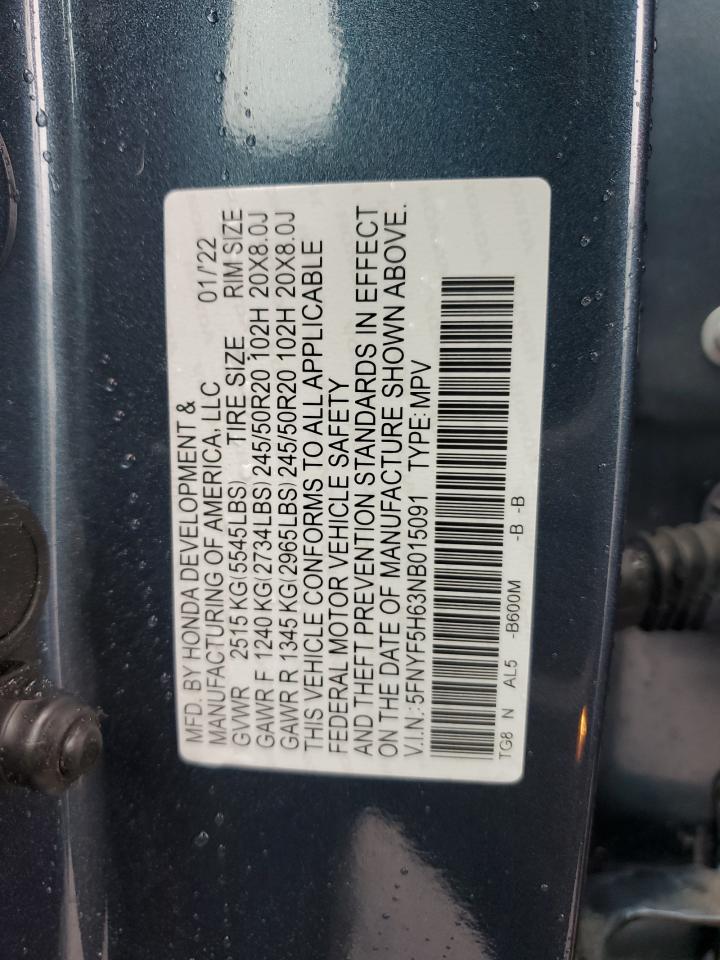 MFD. BY HONDA DEVELOPMENT &
MANUFACTURING OF AMERICA, LLC 01/'22
GVWR 2515 KG(5545LBS) TIRE SIZE RIM SIZE
GAWR F 1240 KG(2734LBS) 245/50R20 102H 20X8.0J
GAWR R 1345 KG(2965LBS) 245/50R20 102H 20X8.0J
THIS VEHICLE CONFORMS TO ALL APPLICABLE
FEDERAL MOTOR VEHICLE SAFETY
AND THEFT PREVENTION STANDARDS IN EFFECT
ON THE DATE OF MANUFACTURE SHOWN ABOVE.
V.I.N.:5FNYF5H63NB015091 TYPE: MPV
TG8 N AL5 -B600M -B -B